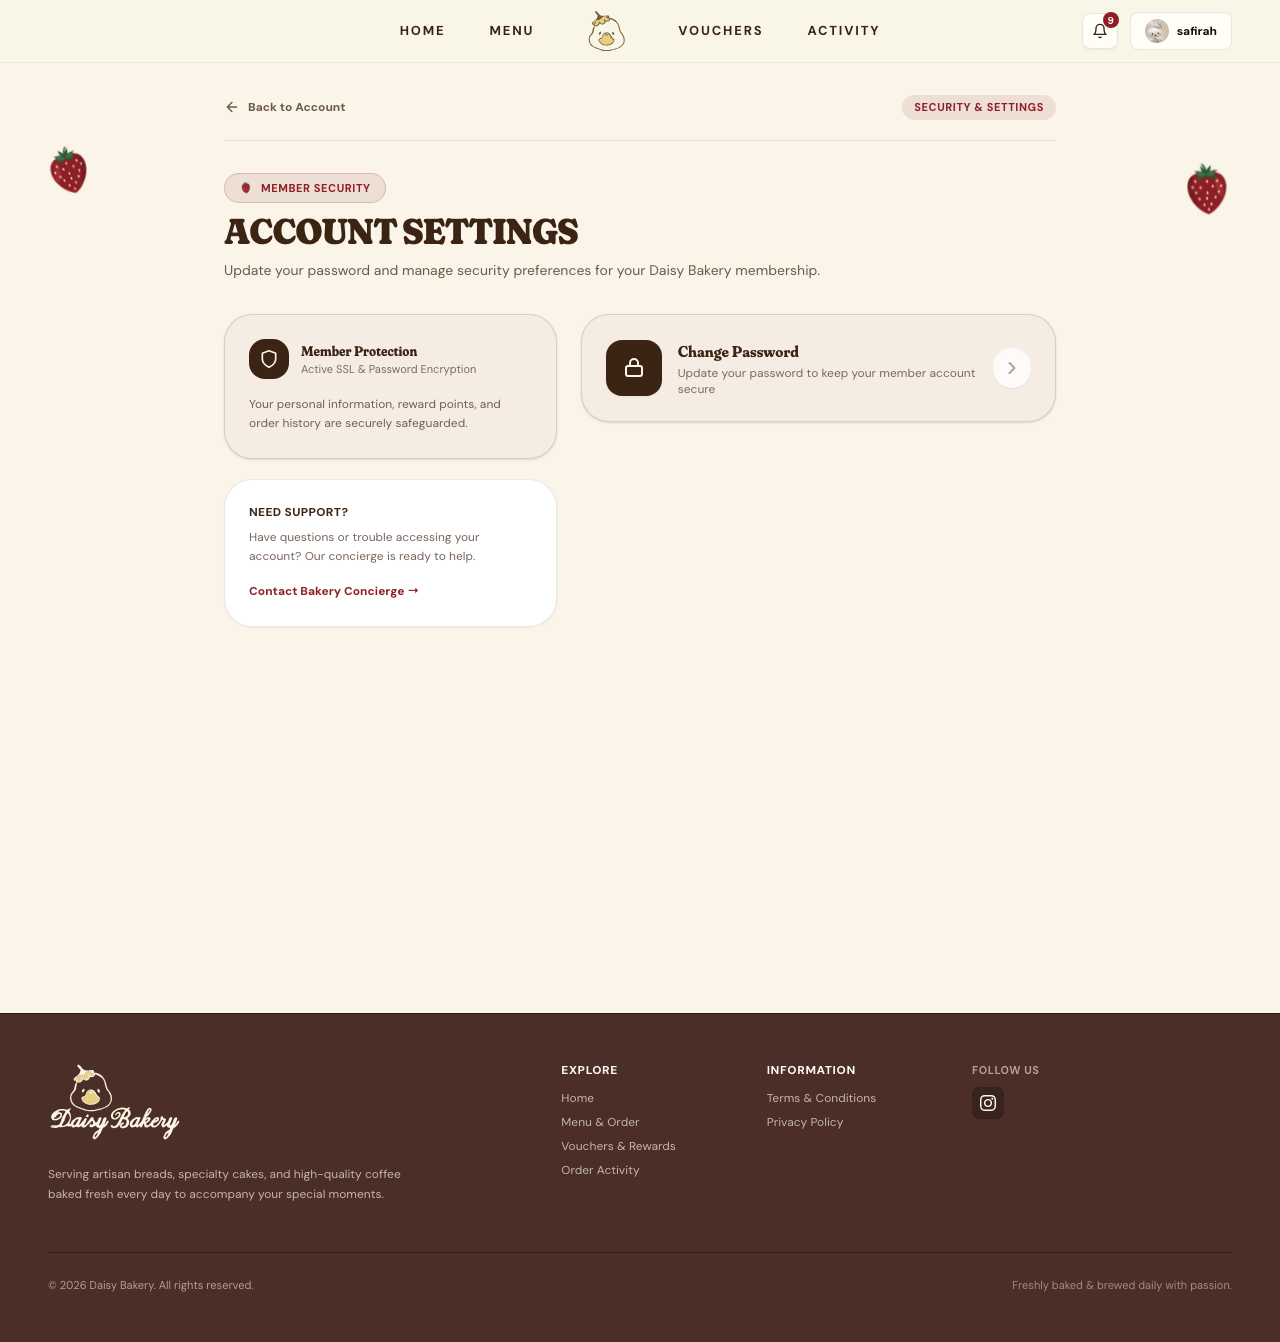 HOME
MENU
VOUCHERS
ACTIVITY
9
safirah
Back to Account
SECURITY & SETTINGS
MEMBER SECURITY
ACCOUNT SETTINGS
Update your password and manage security preferences for your Daisy Bakery membership.
Member Protection
Active SSL & Password Encryption
Your personal information, reward points, and
order history are securely safeguarded.
Change Password
Update your password to keep your member account
secure
NEED SUPPORT?
Have questions or trouble accessing your
account? Our concierge is ready to help.
Contact Bakery Concierge →
Daisy Bakery
Serving artisan breads, specialty cakes, and high-quality coffee
baked fresh every day to accompany your special moments.
EXPLORE
Home
Menu & Order
Vouchers & Rewards
Order Activity
INFORMATION
Terms & Conditions
Privacy Policy
FOLLOW US
© 2026 Daisy Bakery. All rights reserved.
Freshly baked & brewed daily with passion.